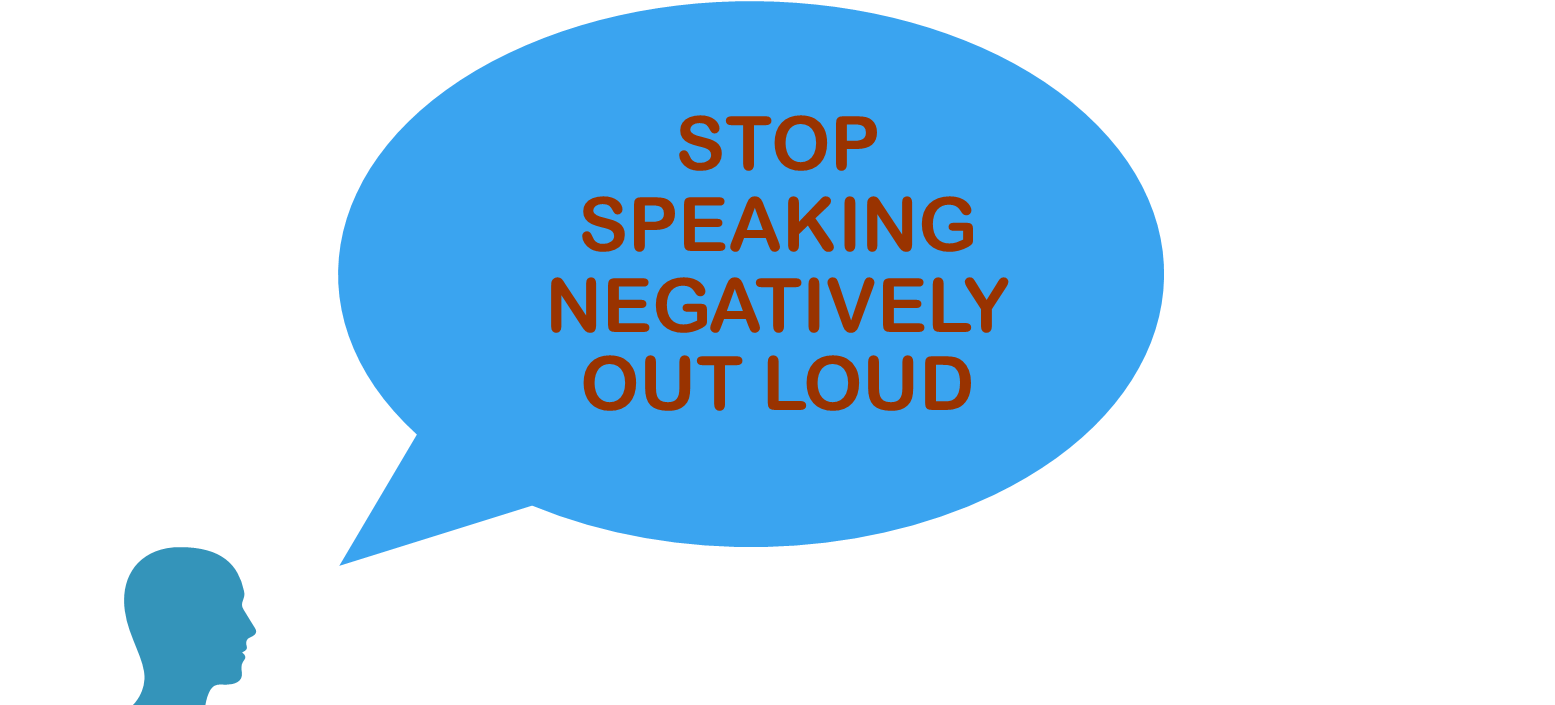 STOP
SPEAKING
NEGATIVELY
OUT LOUD